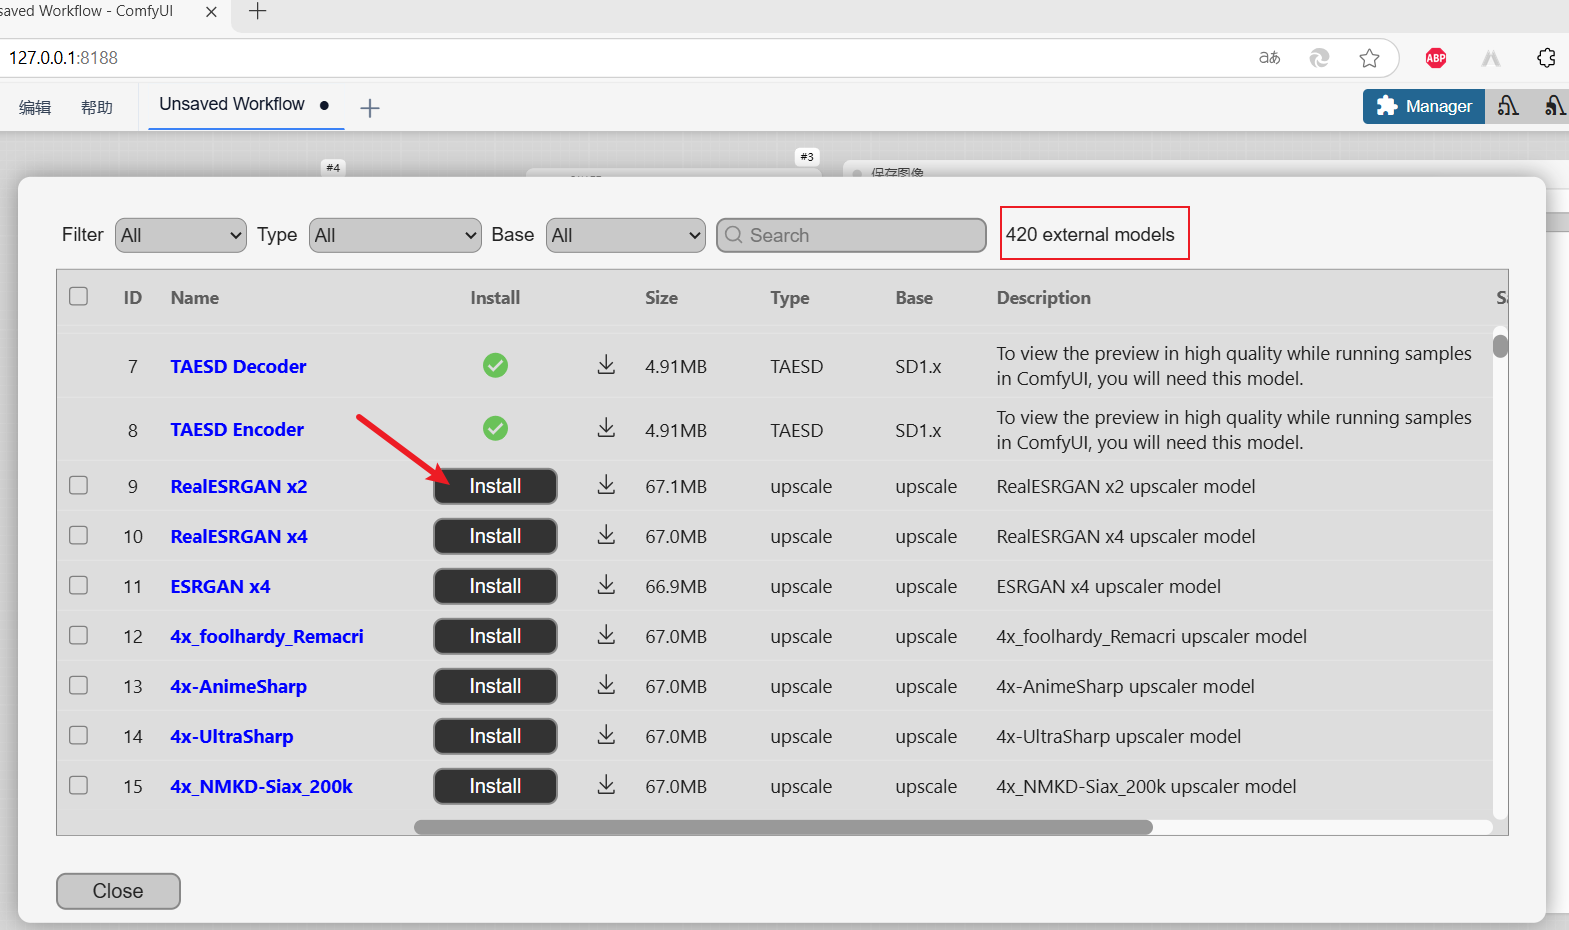 saved Workflow - ComfyUI
127.0.0.1:8188
aあ
ABP
编辑 帮助 Unsaved Workflow
Manager
#4
#3
保存图像
Filter All Type All Base All Search 420 external models
ID Name Install Size Type Base Description
7 TAESD Decoder 4.91MB TAESD SD1.x To view the preview in high quality while running samples in ComfyUI, you will need this model.
8 TAESD Encoder 4.91MB TAESD SD1.x To view the preview in high quality while running samples in ComfyUI, you will need this model.
9 RealESRGAN x2 Install 67.1MB upscale upscale RealESRGAN x2 upscaler model
10 RealESRGAN x4 Install 67.0MB upscale upscale RealESRGAN x4 upscaler model
11 ESRGAN x4 Install 66.9MB upscale upscale ESRGAN x4 upscaler model
12 4x_foolhardy_Remacri Install 67.0MB upscale upscale 4x_foolhardy_Remacri upscaler model
13 4x-AnimeSharp Install 67.0MB upscale upscale 4x-AnimeSharp upscaler model
14 4x-UltraSharp Install 67.0MB upscale upscale 4x-UltraSharp upscaler model
15 4x_NMKD-Siax_200k Install 67.0MB upscale upscale 4x_NMKD-Siax_200k upscaler model
Close